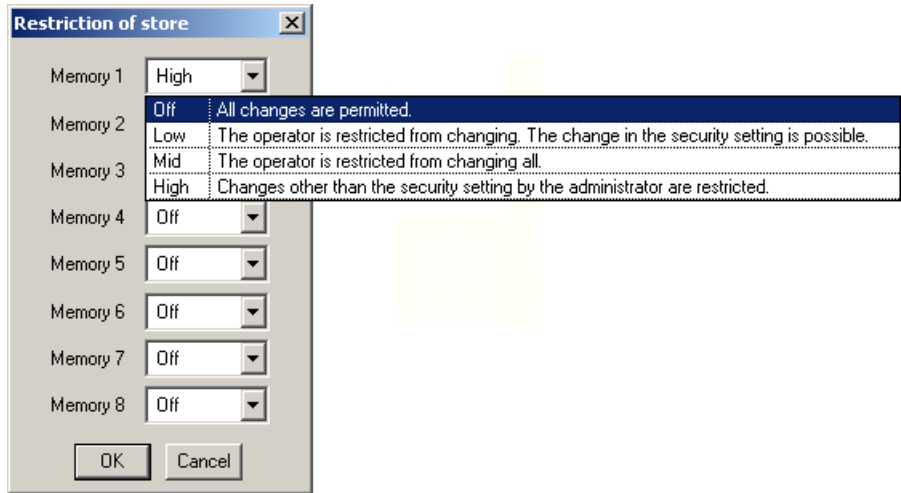 Restriction of store
Memory 1 High
Off All changes are permitted.
Memory 2
Low The operator is restricted from changing. The change in the security setting is possible.
Mid The operator is restricted from changing all.
Memory 3
High Changes other than the security setting by the administrator are restricted.
Memory 4 Off
Memory 5 Off
Memory 6 Off
Memory 7 Off
Memory 8 Off
OK Cancel